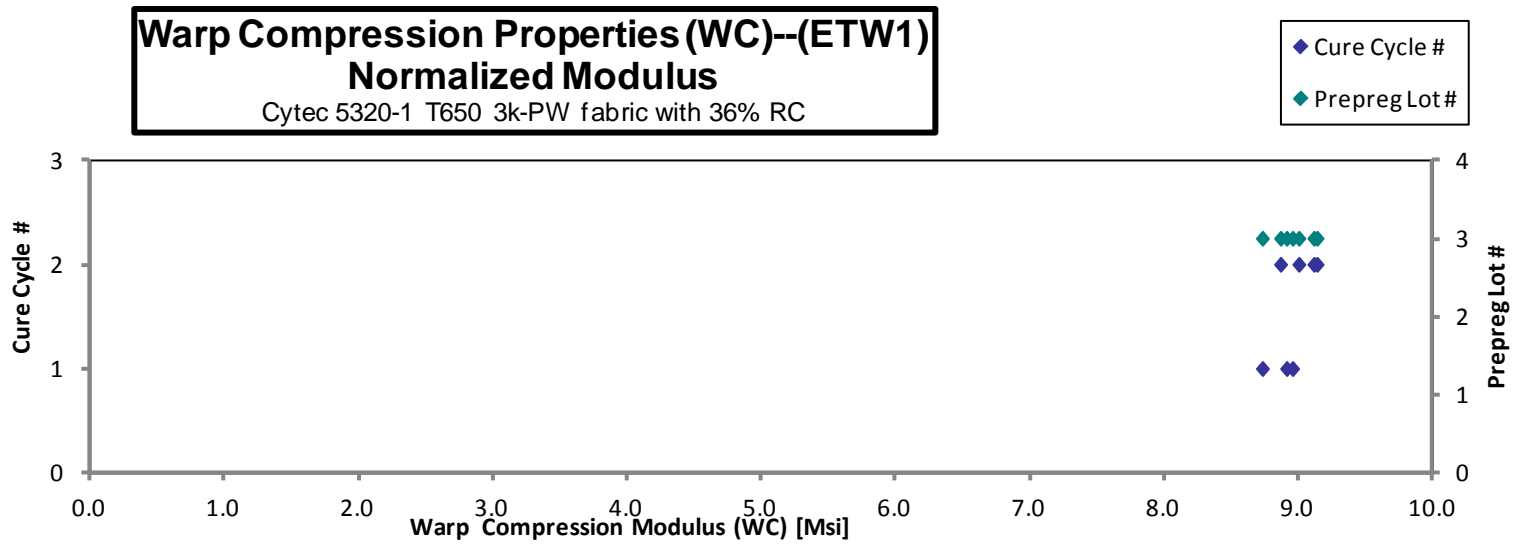 Warp Compression Properties (WC)--(ETW1)
Normalized Modulus
Cytec 5320-1 T650 3k-PW fabric with 36% RC
Cure Cycle #
Prepreg Lot #
3
2
1
0
Cure Cycle #
4
3
2
1
0
Prepreg Lot #
0.0 1.0 2.0 3.0 4.0 5.0 6.0 7.0 8.0 9.0 10.0
Warp Compression Modulus (WC) [Msi]